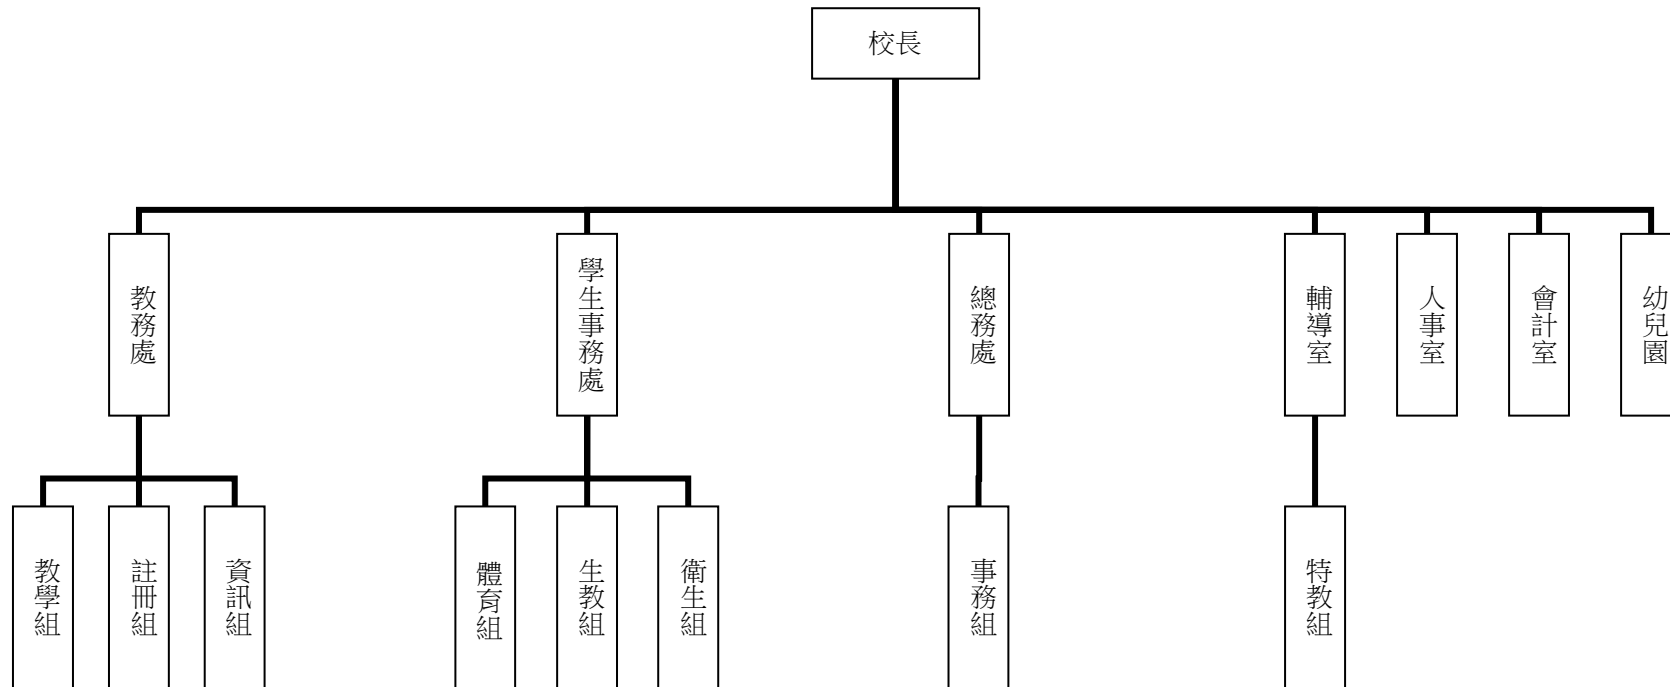 校長
教務處
學生事務處
總務處
輔導室
人事室
會計室
幼兒園
教學組
註冊組
資訊組
體育組
生教組
衛生組
事務組
特教組